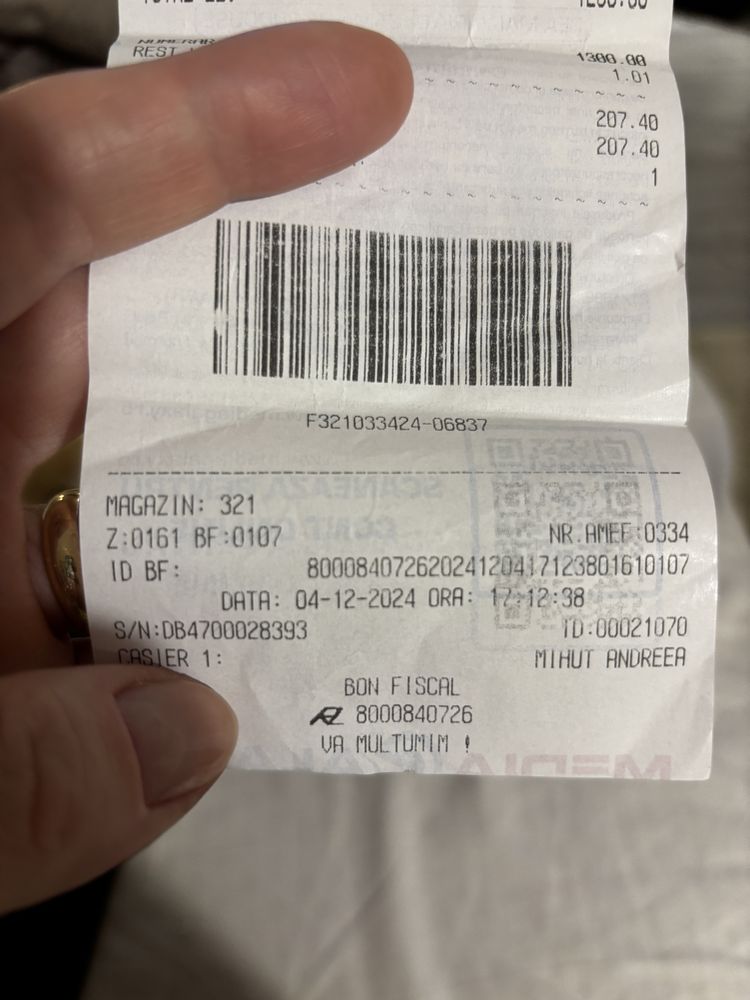 REST
1300.00
1.01
207.40
207.40
1
F321033424-06837
MAGAZIN: 321
Z:0161 BF:0107 NR.AMEF:0334
ID BF: 80008407262024120417123801610107
DATA: 04-12-2024 ORA: 17:12:38
S/N:DB4700028393 ID:00021070
CASIER 1: MIHUT ANDREEA
BON FISCAL
8000840726
VA MULTUMIM !